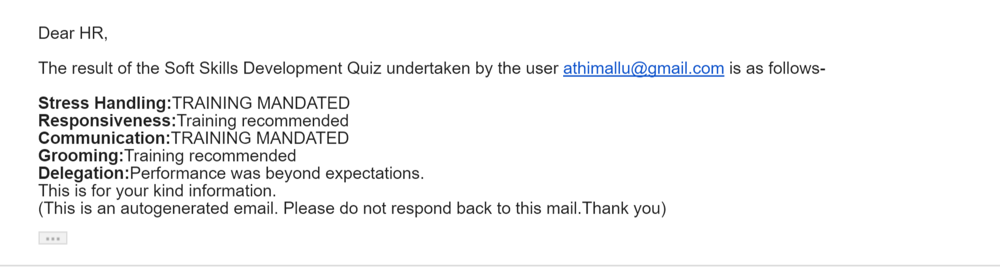 Dear HR,
The result of the Soft Skills Development Quiz undertaken by the user athimallu@gmail.com is as follows-
Stress Handling:TRAINING MANDATED
Responsiveness:Training recommended
Communication:TRAINING MANDATED
Grooming:Training recommended
Delegation:Performance was beyond expectations.
This is for your kind information.
(This is an autogenerated email. Please do not respond back to this mail.Thank you)